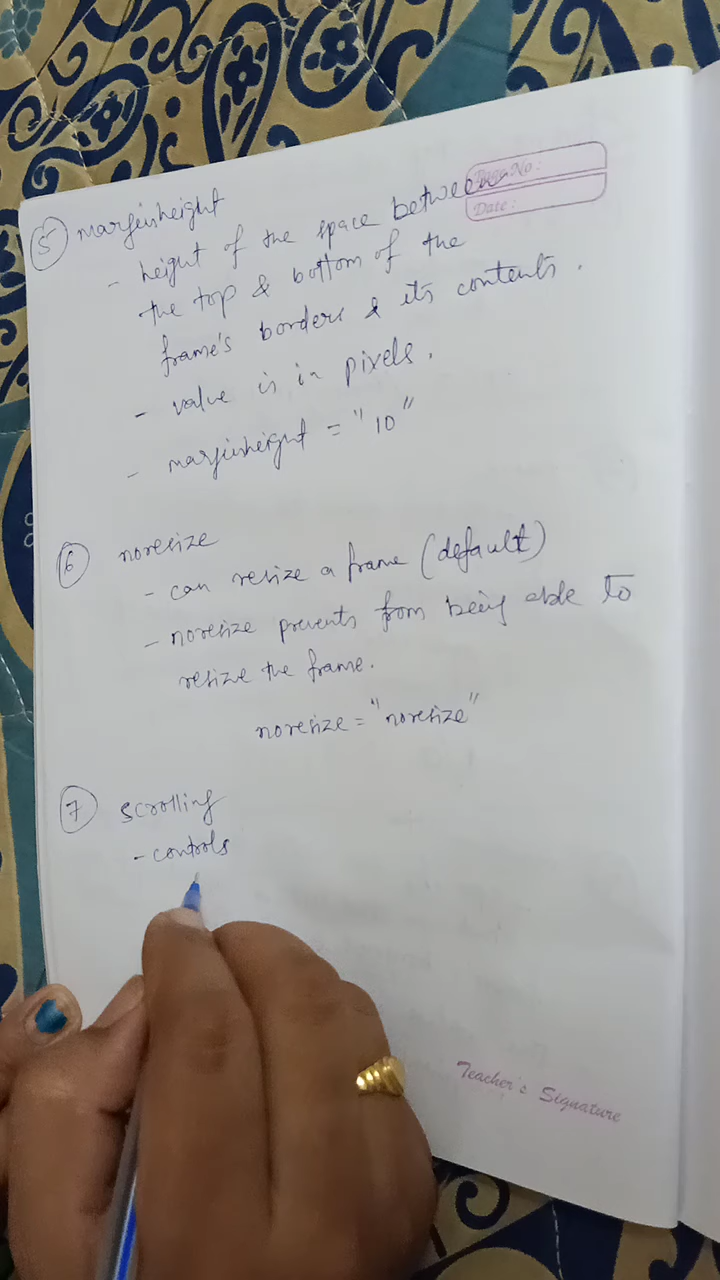 Page No:
Date:
5 marginheight
- height of the space between
the top & bottom of the
frame's borders & its contents.
- value is in pixels.
- marginheight = "10"
6 noresize
- can resize a frame (default)
- noresize prevents from being able to
resize the frame.
noresize = "noresize"
7 scrolling
- controls
Teacher's Signature